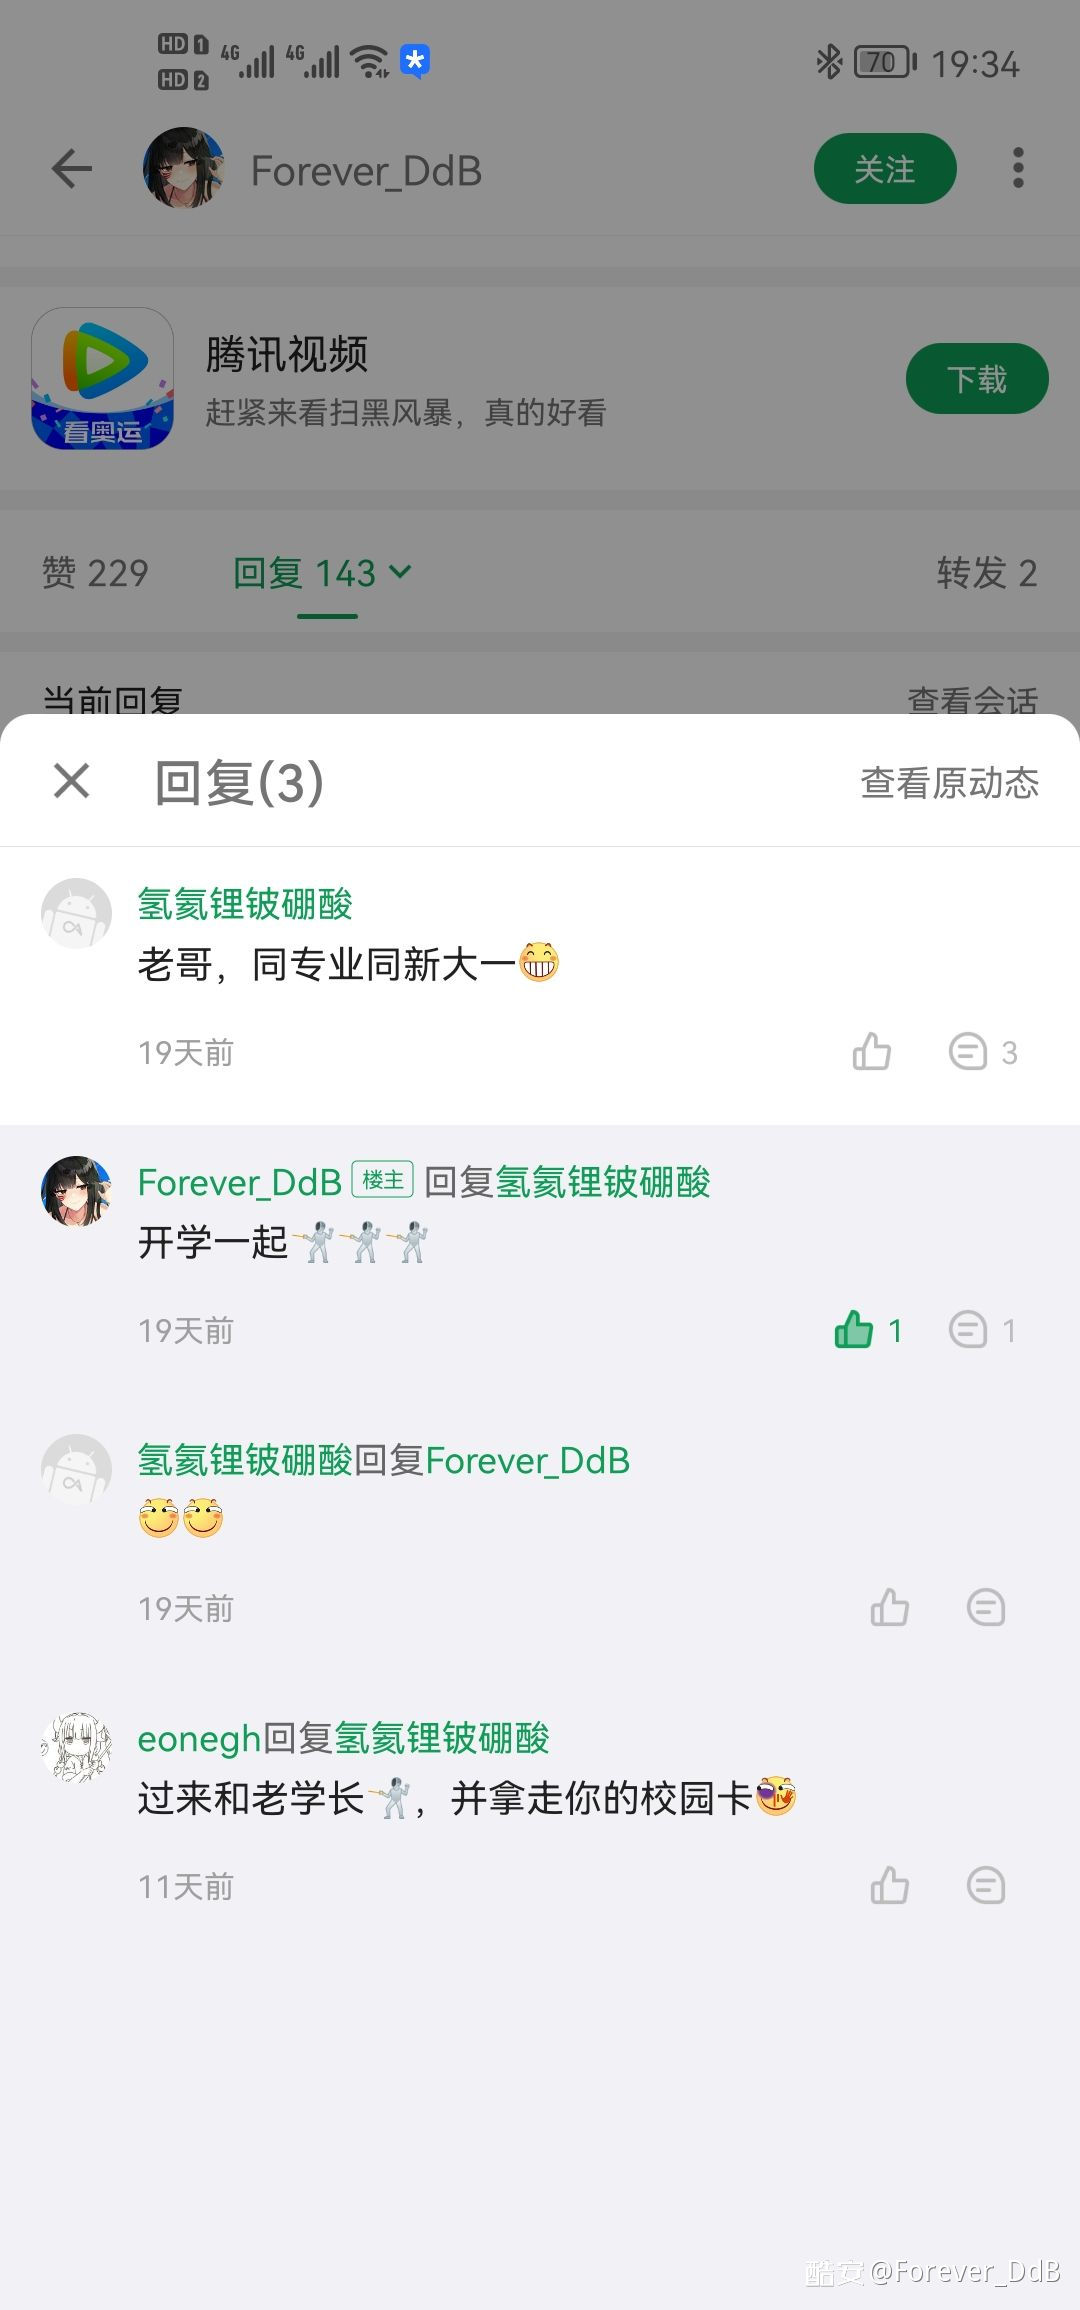 HD 1 4G 4G 70 19:34
HD 2
Forever_DdB 关注
腾讯视频
赶紧来看扫黑风暴，真的好看 下载
看奥运
赞 229 回复 143 转发 2
当前回复 查看会话
回复(3) 查看原动态
氢氦锂铍硼酸
老哥，同专业同新大一😁
19天前 3
Forever_DdB 楼主 回复氢氦锂铍硼酸
开学一起🤺🤺🤺
19天前 1 1
氢氦锂铍硼酸回复Forever_DdB
19天前
eonegh回复氢氦锂铍硼酸
过来和老学长🤺，并拿走你的校园卡
11天前
酷安@Forever_DdB